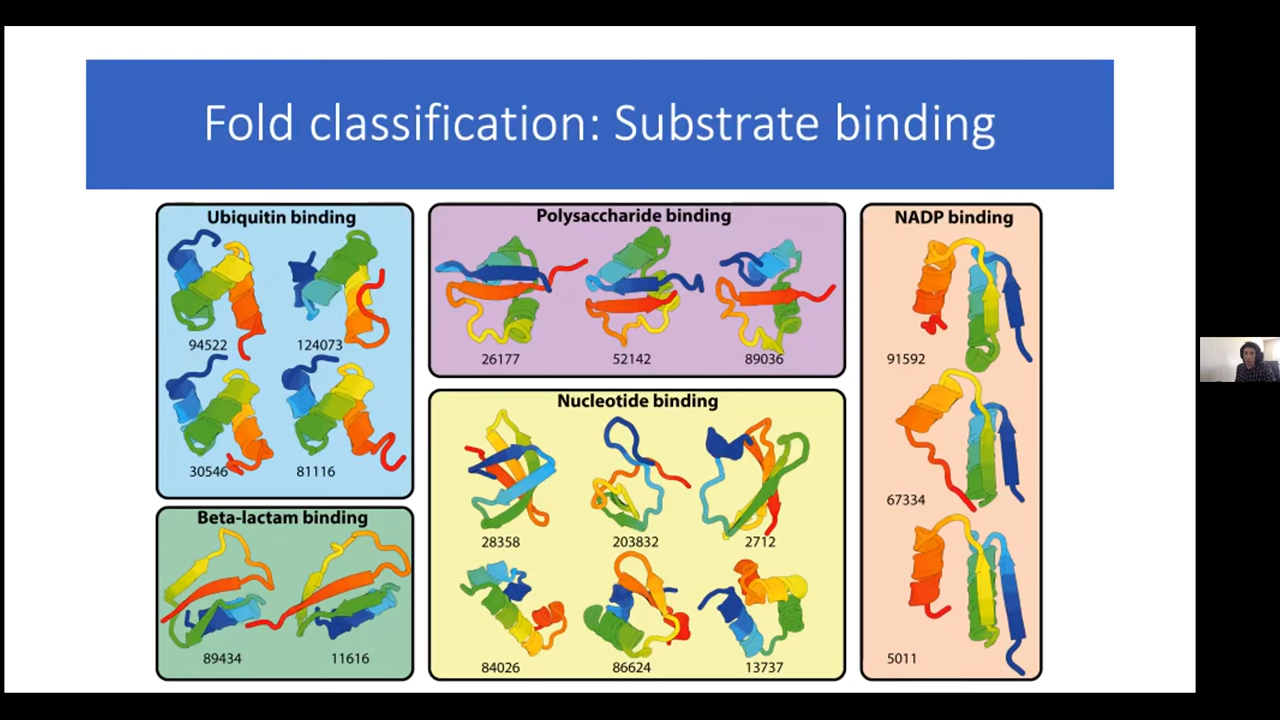 Fold classification: Substrate binding
Ubiquitin binding
94522 124073
30546 81116
Beta-lactam binding
89434 11616
Polysaccharide binding
26177 52142 89036
Nucleotide binding
28358 203832 2712
84026 86624 13737
NADP binding
91592
67334
5011